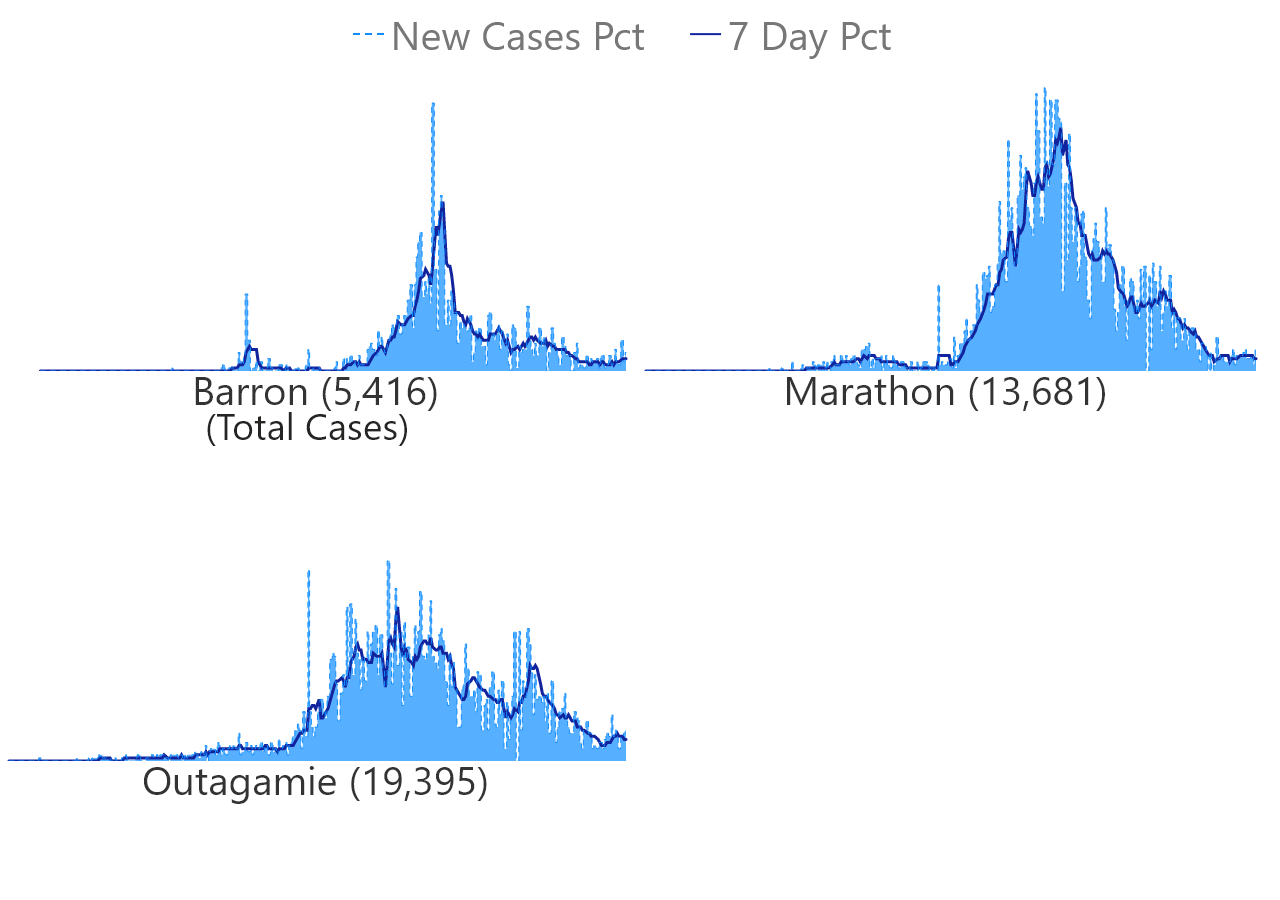 New Cases Pct 7 Day Pct
Barron (5,416)
(Total Cases)
Marathon (13,681)
Outagamie (19,395)